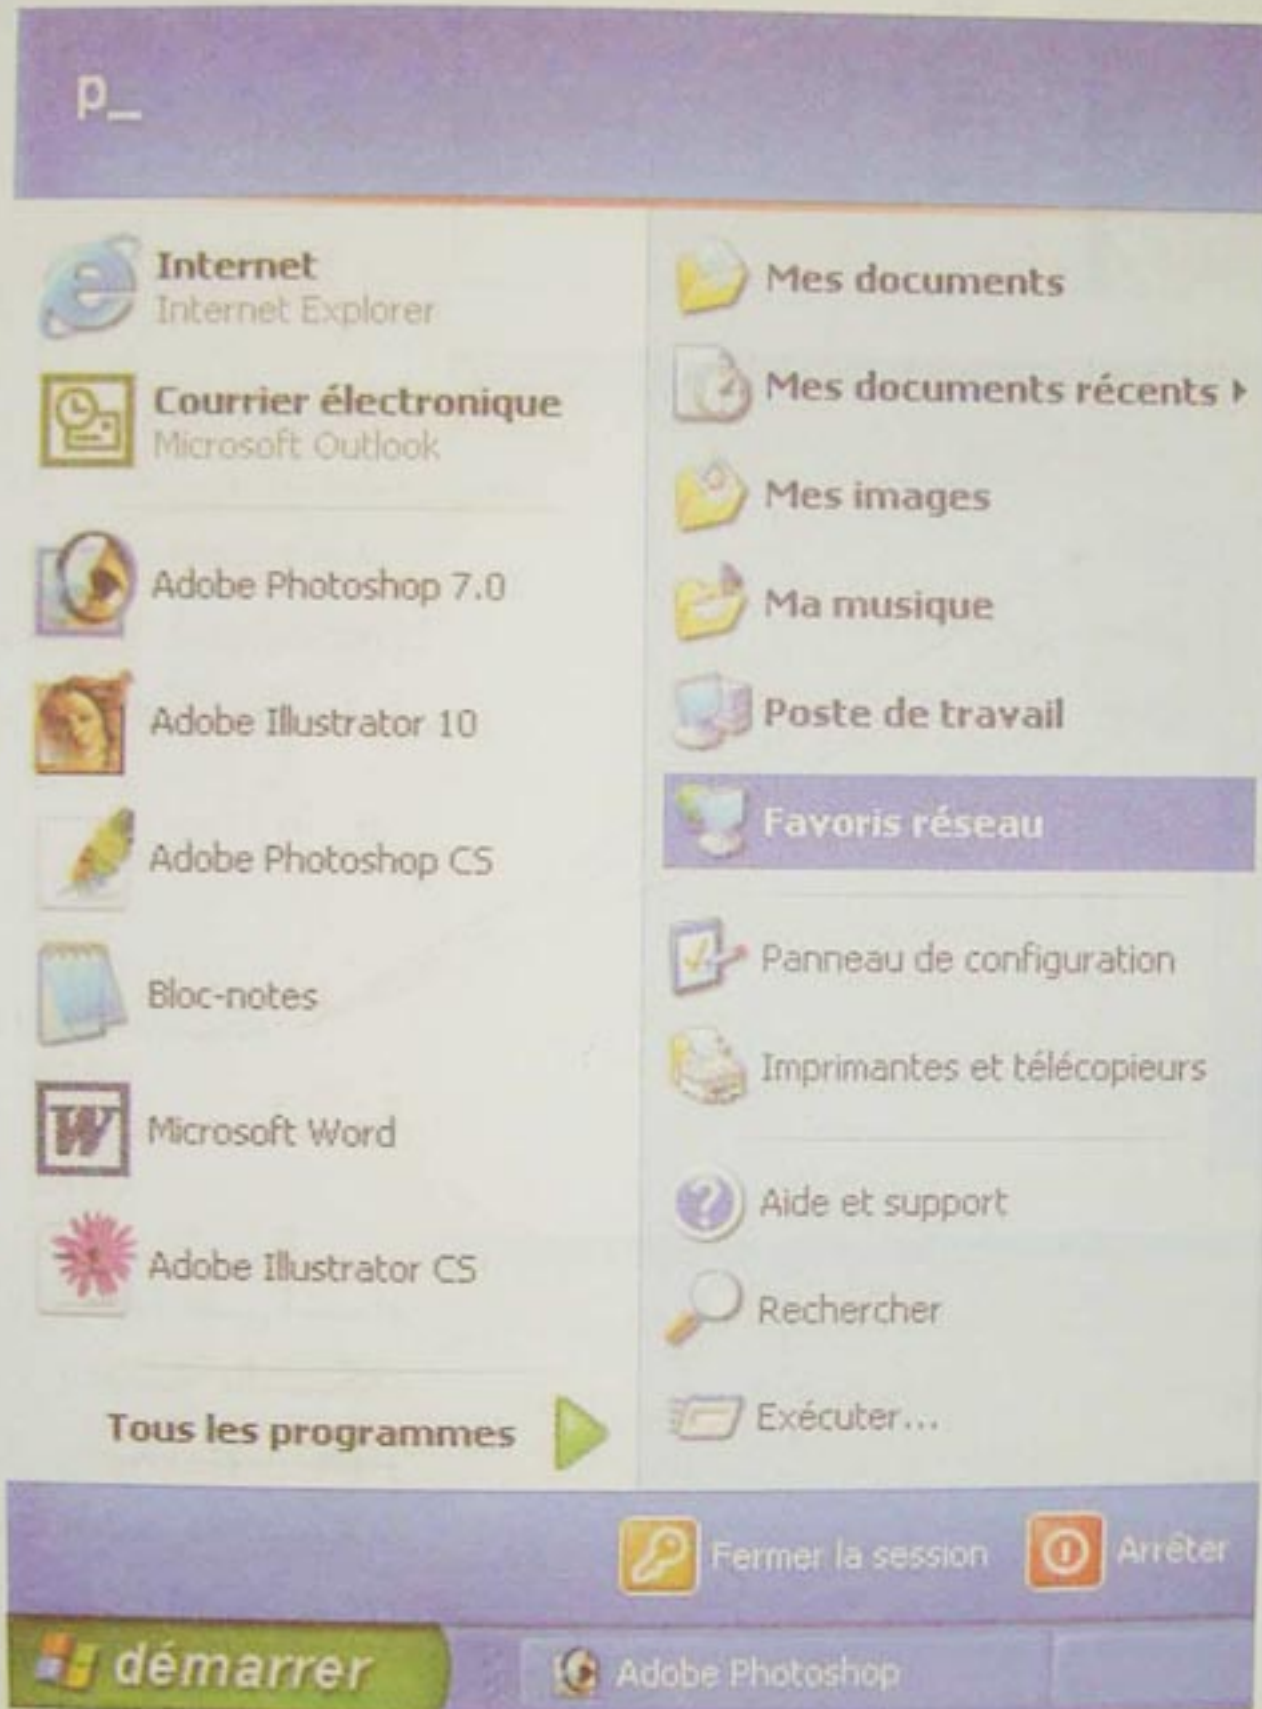 p_
Internet
Internet Explorer
Courrier électronique
Microsoft Outlook
Adobe Photoshop 7.0
Adobe Illustrator 10
Adobe Photoshop CS
Bloc-notes
Microsoft Word
Adobe Illustrator CS
Tous les programmes
Mes documents
Mes documents récents
Mes images
Ma musique
Poste de travail
Favoris réseau
Panneau de configuration
Imprimantes et télécopieurs
Aide et support
Rechercher
Exécuter...
Fermer la session
Arrêter
démarrer
Adobe Photoshop